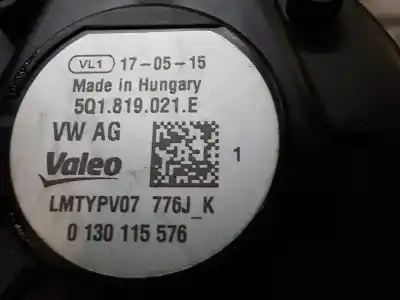 VL1 17-05-15
Made in Hungary
5Q1.819.021.E
VW AG
Valeo
1
LMTYPV07 776J_K
0 130 115 576